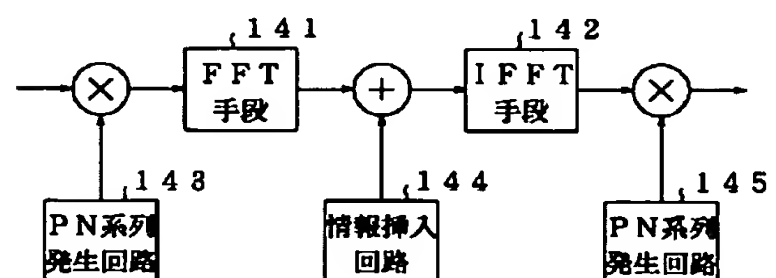 141
FFT
手段
142
IFFT
手段
143
PN系列
発生回路
144
情報挿入
回路
145
PN系列
発生回路